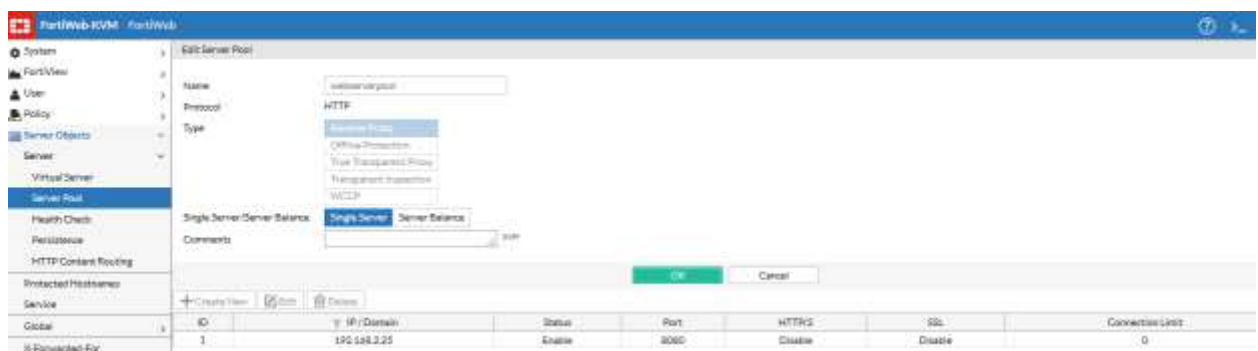 FortiWeb-KVM FortiWeb
System
FortiView
User
Policy
Server Objects
Server
Virtual Server
Server Pool
Health Check
Persistence
HTTP Content Routing
Protected Hostnames
Service
Global
X-Forwarded-For
Edit Server Pool
Name webserverpool
Protocol HTTP
Type Reverse Proxy
Offline Protection
True Transparent Proxy
Transparent Inspection
WCCP
Single Server/Server Balance Single Server Server Balance
Comments
OK Cancel
Create New Edit Delete
ID IP / Domain Status Port HTTP/2 SSL Connection Limit
1 192.168.2.25 Enable 8080 Disable Disable 0